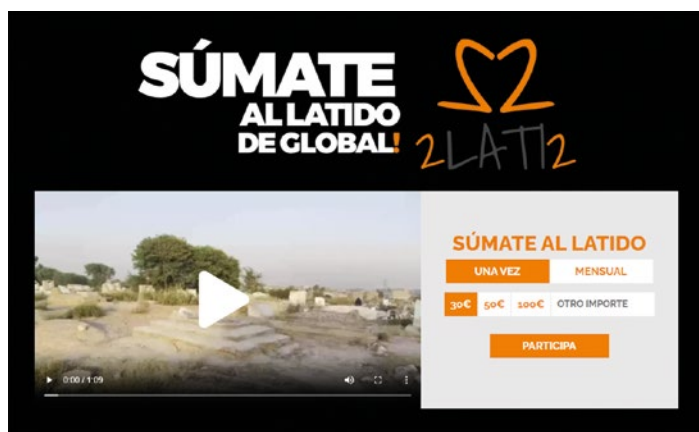 SÚMATE
AL LATIDO
DE GLOBAL!
2LATI2
0:00 / 1:09
SÚMATE AL LATIDO
UNA VEZ MENSUAL
30€ 50€ 100€ OTRO IMPORTE
PARTICIPA